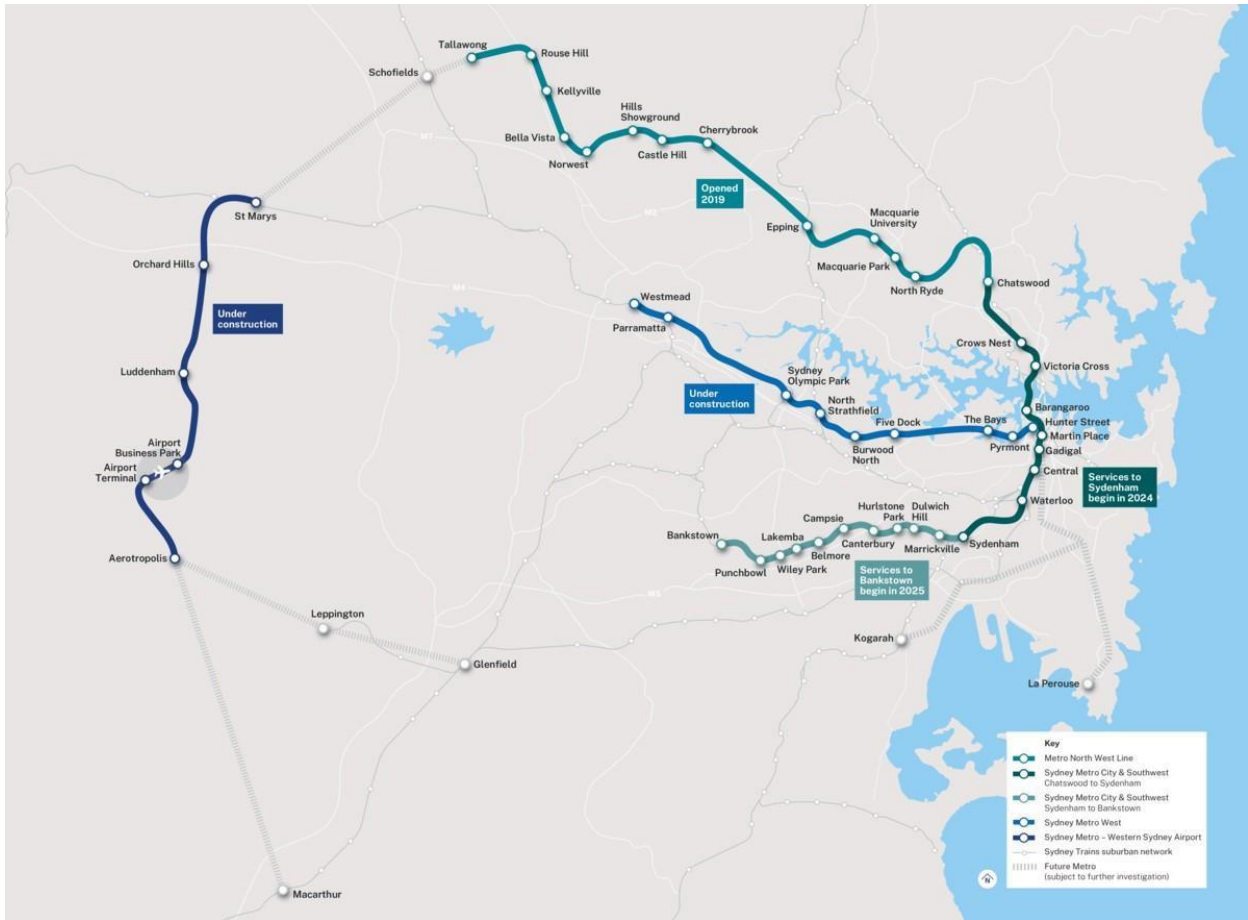 Tallawong
Rouse Hill
Schofields
Kellyville
Hills
Showground
Bella Vista
Cherrybrook
Norwest
Castle Hill
M7
Opened
2019
St Marys
M2
Macquarie
University
Epping
Orchard Hills
Macquarie Park
North Ryde
Chatswood
M4
Westmead
Under
construction
Parramatta
Crows Nest
Luddenham
Sydney
Olympic Park
Victoria Cross
Under
construction
North
Strathfield
Barangaroo
Five Dock
The Bays
Hunter Street
Martin Place
Airport
Business Park
Burwood
North
Pyrmont
Gadigal
Airport
Terminal
Central
Services to
Sydenham
begin in 2024
Waterloo
Hurlstone
Park
Dulwich
Hill
Campsie
Bankstown
Lakemba
Canterbury
Sydenham
Belmore
Marrickville
Punchbowl
Wiley Park
Aerotropolis
Services to
Bankstown
begin in 2025
M5
Leppington
Kogarah
Glenfield
La Perouse
Macarthur
Key
Metro North West Line
Sydney Metro City & Southwest
Chatswood to Sydenham
Sydney Metro City & Southwest
Sydenham to Bankstown
Sydney Metro West
Sydney Metro – Western Sydney Airport
Sydney Trains suburban network
Future Metro
(subject to further investigation)
N